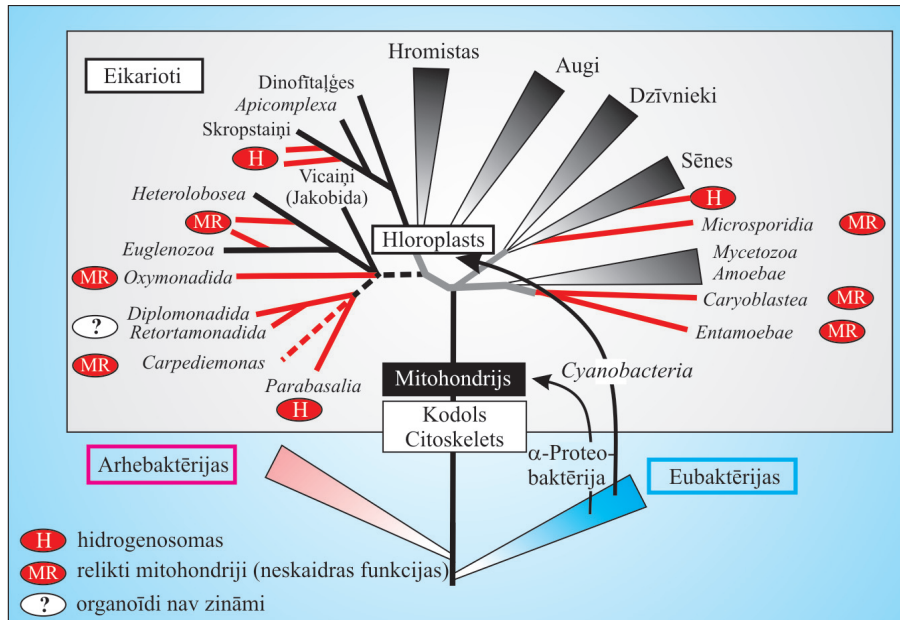 Eikarioti
Hromistas
Augi
Dzīvnieki
Sēnes
Dinofītaļģes
Apicomplexa
Skropstaiņi
H
Vicaiņi
(Jakobida)
Heterolobosea
MR
Euglenozoa
MR
Oxymonadida
?
Diplomonadida
Retortamonadida
MR
Carpediemonas
Parabasalia
H
Hloroplasts
H
Microsporidia
MR
Mycetozoa
Amoebae
Caryoblastea
MR
Entamoebae
MR
Cyanobacteria
Mitohondrijs
Kodols
Citoskelets
α-Proteo-
baktērija
Arhebaktērijas
Eubaktērijas
H hidrogenosomas
MR relikti mitohondriji (neskaidras funkcijas)
? organoīdi nav zināmi